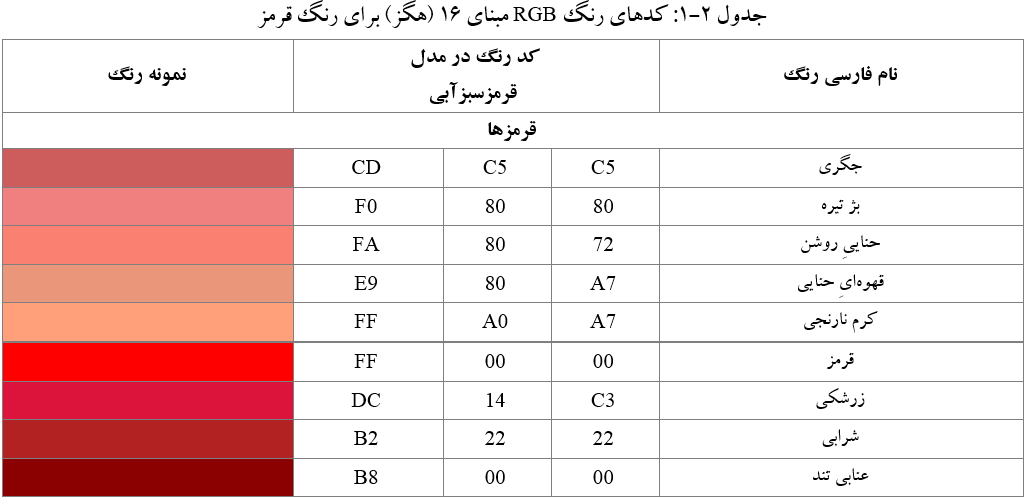 جدول ۲-۱: کدهای رنگ RGB مبنای ۱۶ (هگز) برای رنگ قرمز
نام فارسی رنگ کد رنگ در مدل قرمزسبزآبی نمونه رنگ
قرمزها
جگری C5 C5 CD
بژ تیره 80 80 F0
حناییِ روشن 72 80 FA
قهوه‌ایِ حنایی A7 80 E9
کرم نارنجی A7 A0 FF
قرمز 00 00 FF
زرشکی C3 14 DC
شرابی 22 22 B2
عنابی تند 00 00 B8